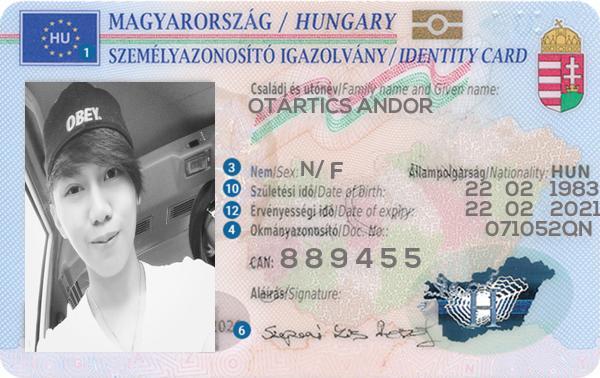 HU
1
MAGYARORSZÁG / HUNGARY
SZEMÉLYAZONOSÍTÓ IGAZOLVÁNY / IDENTITY CARD
Családi és utónév/Family name and Given name:
OTARTICS ANDOR
OBEY.
3 Nem/Sex: N/F Állampolgárság/Nationality: HUN
10 Születési idő/Date of birth: 22 02 1983
12 Érvényességi idő/Date of expiry: 22 02 2021
4 Okmányazonosító/Doc. No: 071052QN
CAN: 889455
Aláírás/Signature:
6